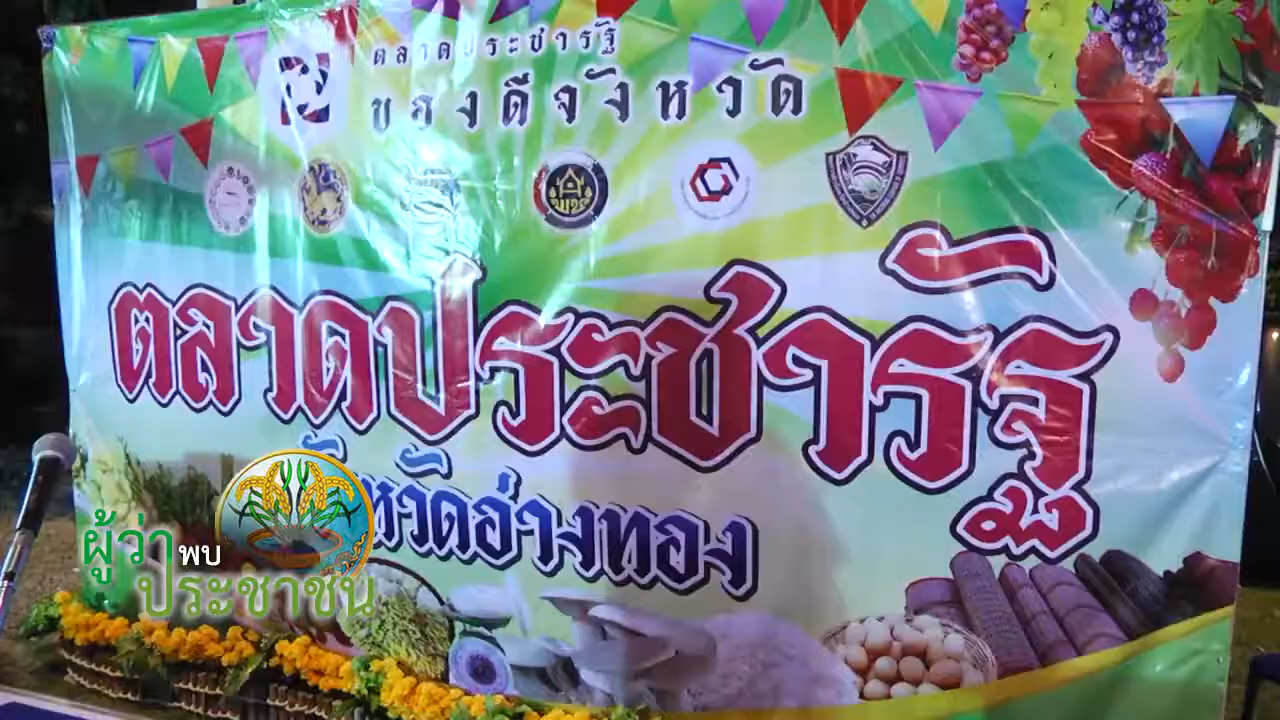 ตลาดประชารัฐ
ของดีจังหวัด
พช
ตลาดประชารัฐ
จังหวัดอ่างทอง
ผู้ว่า
พบ
ประชาชน